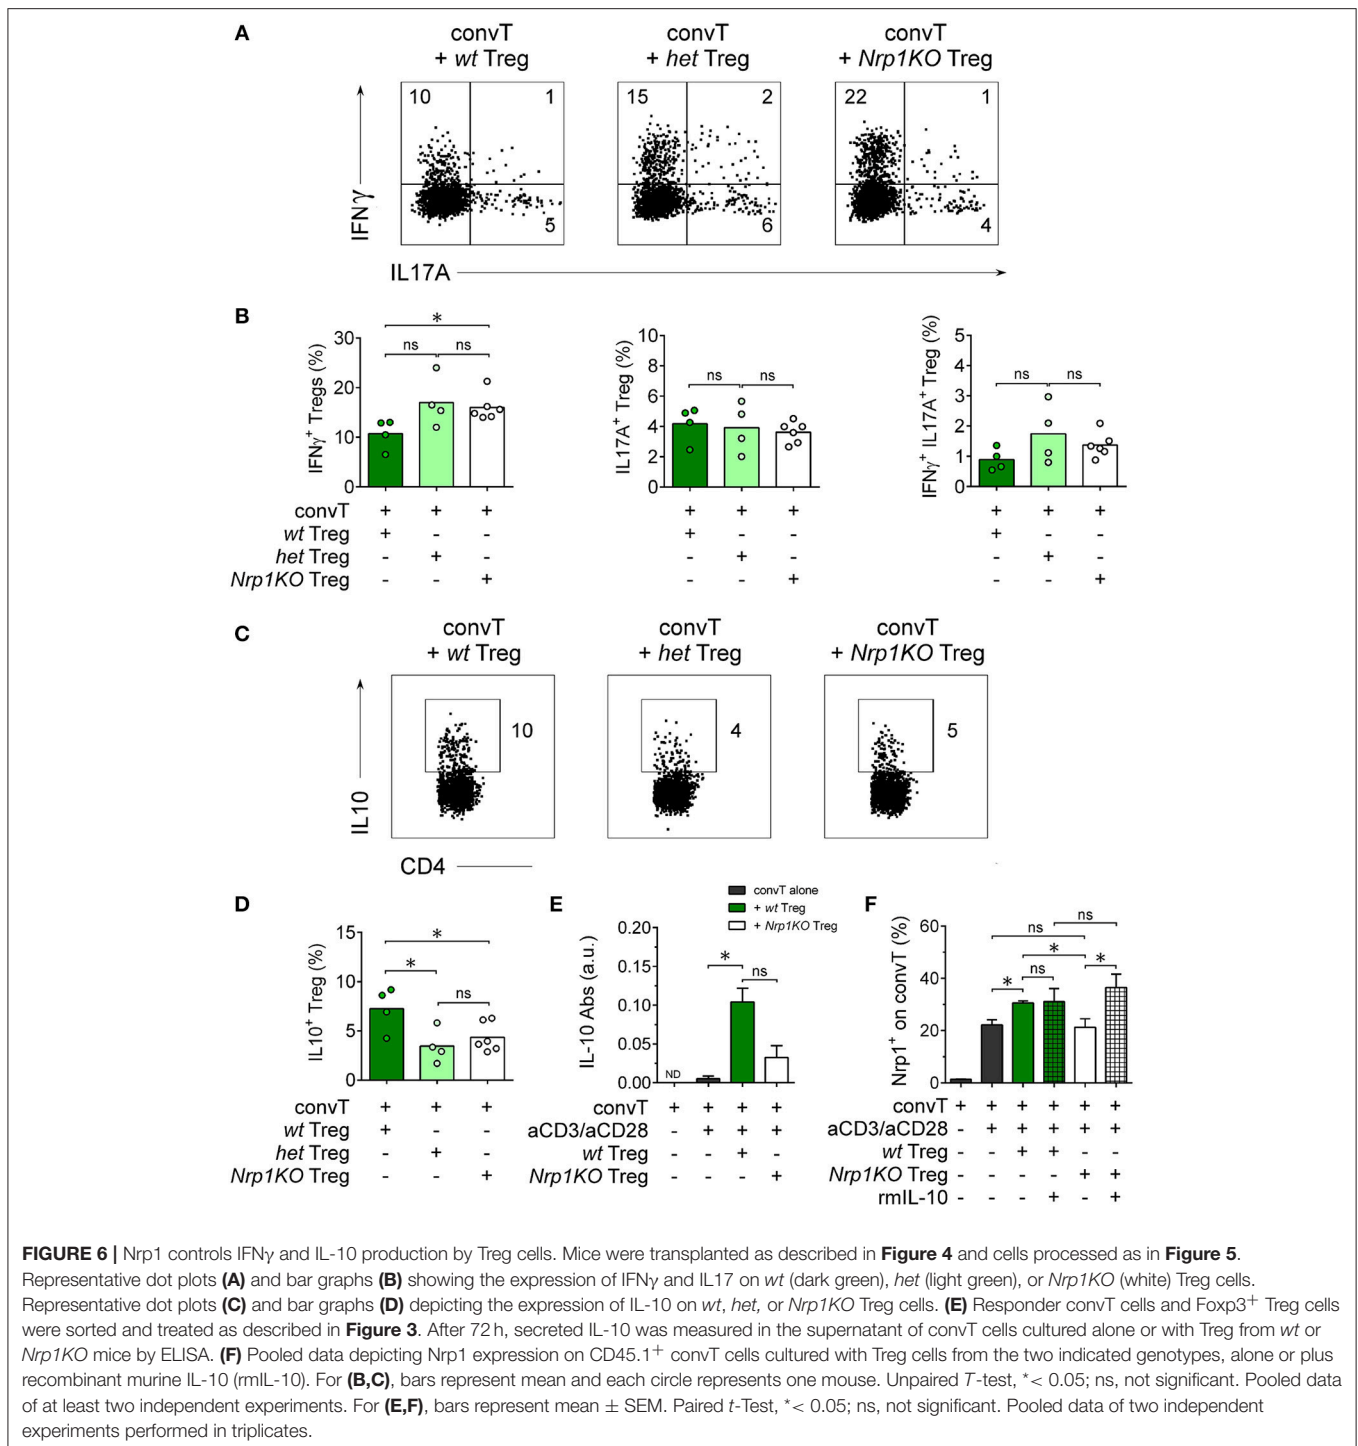 A
convT
+ wt Treg
convT
+ het Treg
convT
+ Nrp1KO Treg
10 1
5
15 2
6
22 1
4
IFNγ
IL17A
B
IFNγ+ Tregs (%)
30
20
10
0
*
ns ns
IL17A+ Treg (%)
10
8
6
4
2
0
ns ns
IFNγ+ IL17A+ Treg (%)
5
4
3
2
1
0
ns ns
convT + + + + + + + + +
wt Treg + - - + - - + - -
het Treg - + - - + - - + -
Nrp1KO Treg - - + - - + - - +
C
convT
+ wt Treg
convT
+ het Treg
convT
+ Nrp1KO Treg
10
4
5
IL10
CD4
D
IL10+ Treg (%)
15
10
5
0
*
* ns
convT + + +
wt Treg + - -
het Treg - + -
Nrp1KO Treg - - +
E
convT alone
+ wt Treg
+ Nrp1KO Treg
IL-10 Abs (a.u.)
0.20
0.15
0.10
0.05
0.00
ND
* ns
convT + + + +
aCD3/aCD28 - + + +
wt Treg - - + -
Nrp1KO Treg - - - +
F
Nrp1+ on convT (%)
60
40
20
0
ns
ns
*
* ns *
convT + + + + + +
aCD3/aCD28 - + + + + +
wt Treg - - + + - -
Nrp1KO Treg - - - - + +
rmIL-10 - - - + - +
FIGURE 6 | Nrp1 controls IFNγ and IL-10 production by Treg cells. Mice were transplanted as described in Figure 4 and cells processed as in Figure 5.
Representative dot plots (A) and bar graphs (B) showing the expression of IFNγ and IL17 on wt (dark green), het (light green), or Nrp1KO (white) Treg cells.
Representative dot plots (C) and bar graphs (D) depicting the expression of IL-10 on wt, het, or Nrp1KO Treg cells. (E) Responder convT cells and Foxp3+ Treg cells
were sorted and treated as described in Figure 3. After 72 h, secreted IL-10 was measured in the supernatant of convT cells cultured alone or with Treg from wt or
Nrp1KO mice by ELISA. (F) Pooled data depicting Nrp1 expression on CD45.1+ convT cells cultured with Treg cells from the two indicated genotypes, alone or plus
recombinant murine IL-10 (rmIL-10). For (B,C), bars represent mean and each circle represents one mouse. Unpaired T-test, *< 0.05; ns, not significant. Pooled data
of at least two independent experiments. For (E,F), bars represent mean ± SEM. Paired t-Test, *< 0.05; ns, not significant. Pooled data of two independent
experiments performed in triplicates.